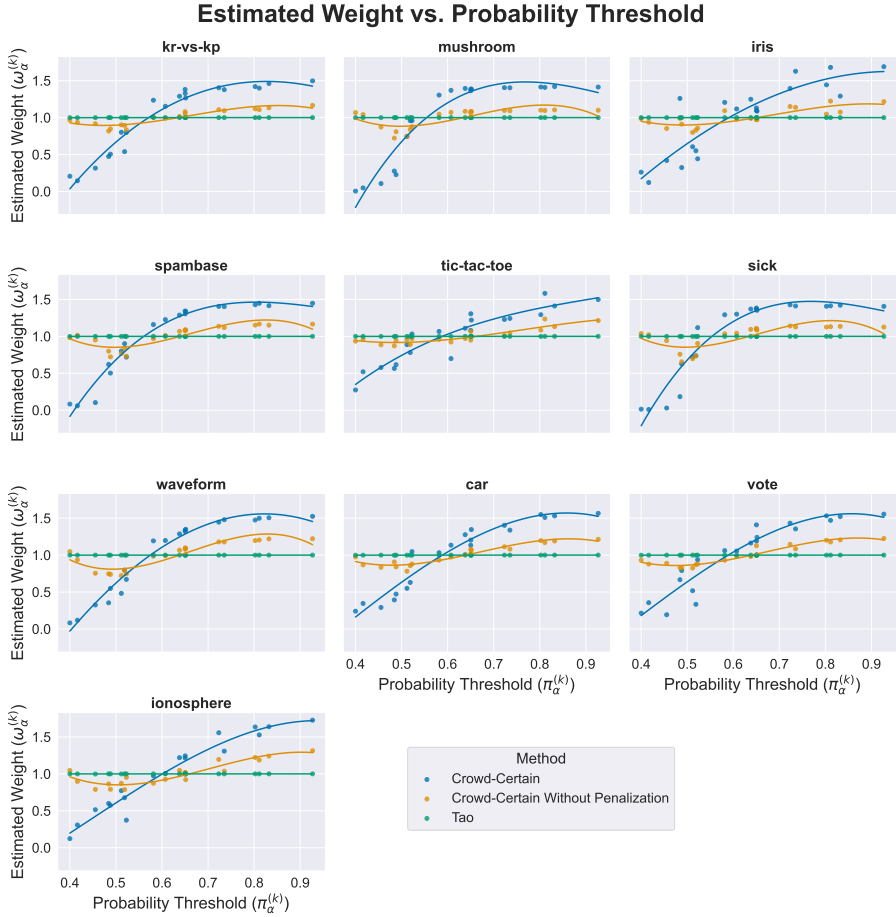 Estimated Weight vs. Probability Threshold
kr-vs-kp
mushroom
iris
Estimated Weight (ω_α^(k))
1.5
1.0
0.5
0.0
spambase
tic-tac-toe
sick
Estimated Weight (ω_α^(k))
1.5
1.0
0.5
0.0
waveform
car
vote
Estimated Weight (ω_α^(k))
1.5
1.0
0.5
0.0
0.4 0.5 0.6 0.7 0.8 0.9
Probability Threshold (π_α^(k))
0.4 0.5 0.6 0.7 0.8 0.9
Probability Threshold (π_α^(k))
ionosphere
Estimated Weight (ω_α^(k))
1.5
1.0
0.5
0.0
0.4 0.5 0.6 0.7 0.8 0.9
Probability Threshold (π_α^(k))
Method
Crowd-Certain
Crowd-Certain Without Penalization
Tao